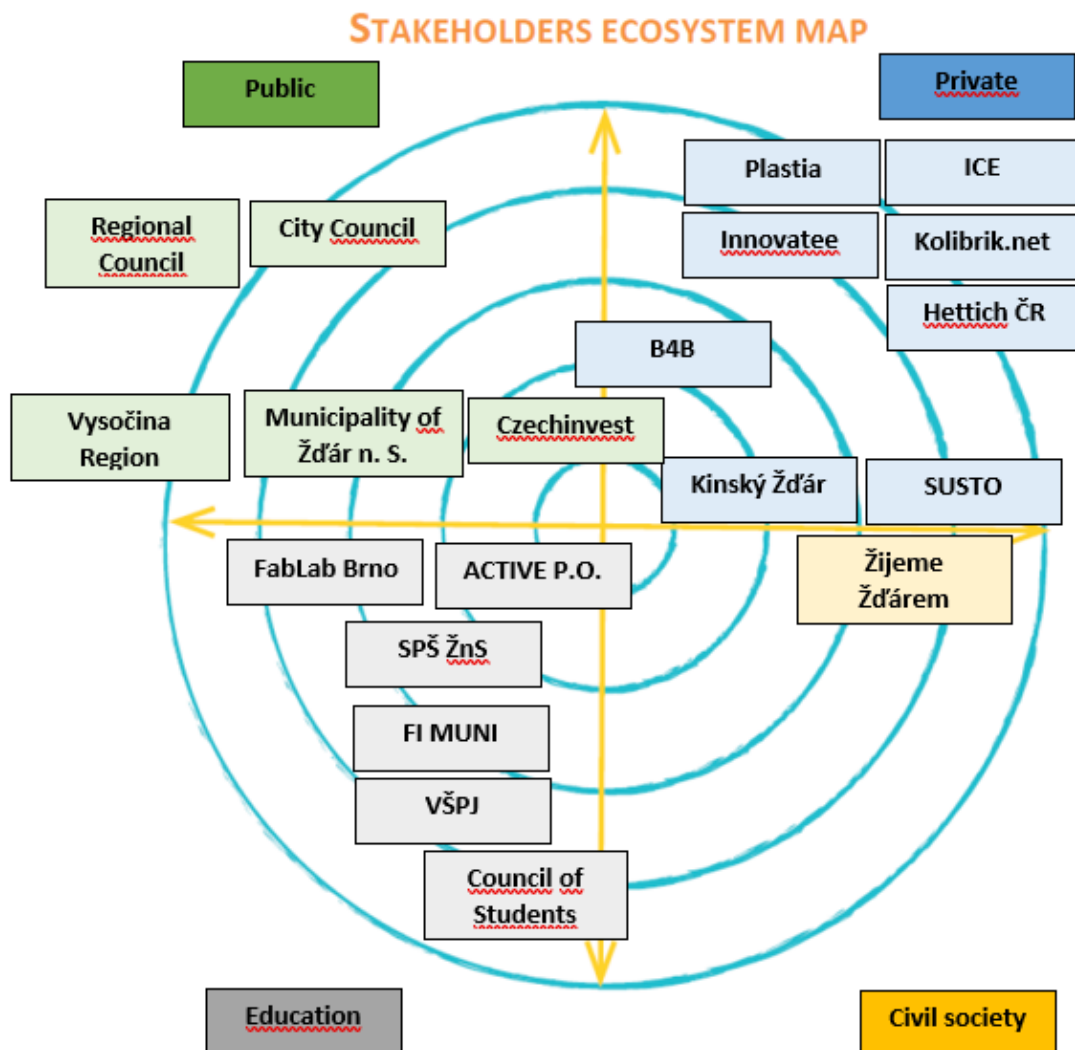 STAKEHOLDERS ECOSYSTEM MAP
Public
Private
Plastia
ICE
Regional
Council
City Council
Innovatee
Kolibrik.net
Hettich ČR
B4B
Vysočina
Region
Municipality of
Žďár n. S.
Czechinvest
Kinský Žďár
SUSTO
FabLab Brno
ACTIVE P.O.
Žijeme
Žďárem
SPŠ ŽnS
FI MUNI
VŠPJ
Council of
Students
Education
Civil society